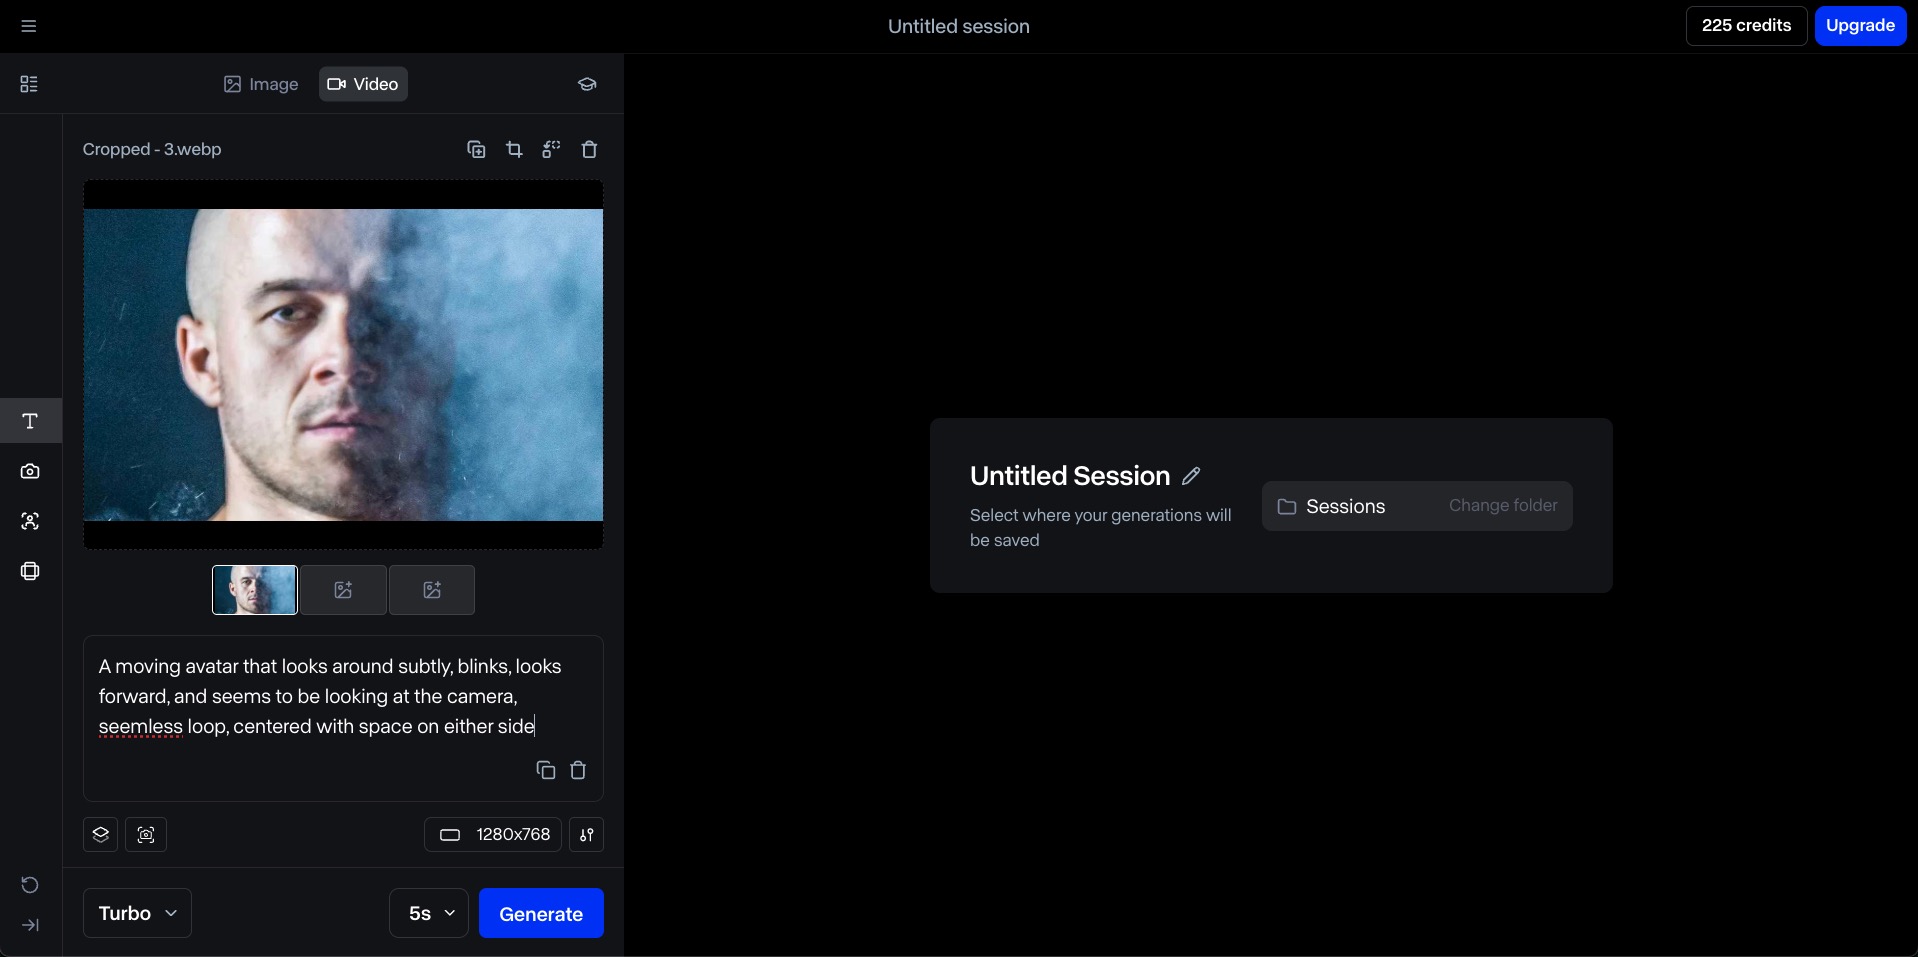 Untitled session
225 credits
Upgrade
Image
Video
Cropped - 3.webp
A moving avatar that looks around subtly, blinks, looks
forward, and seems to be looking at the camera,
seemless loop, centered with space on either side
1280x768
Turbo
5s
Generate
Untitled Session
Select where your generations will
be saved
Sessions
Change folder